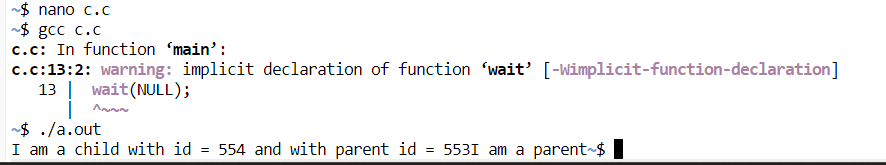 ~$ nano c.c
~$ gcc c.c
c.c: In function ‘main’:
c.c:13:2: warning: implicit declaration of function ‘wait’ [-Wimplicit-function-declaration]
   13 |  wait(NULL);
      |  ^~~~
~$ ./a.out
I am a child with id = 554 and with parent id = 553I am a parent~$